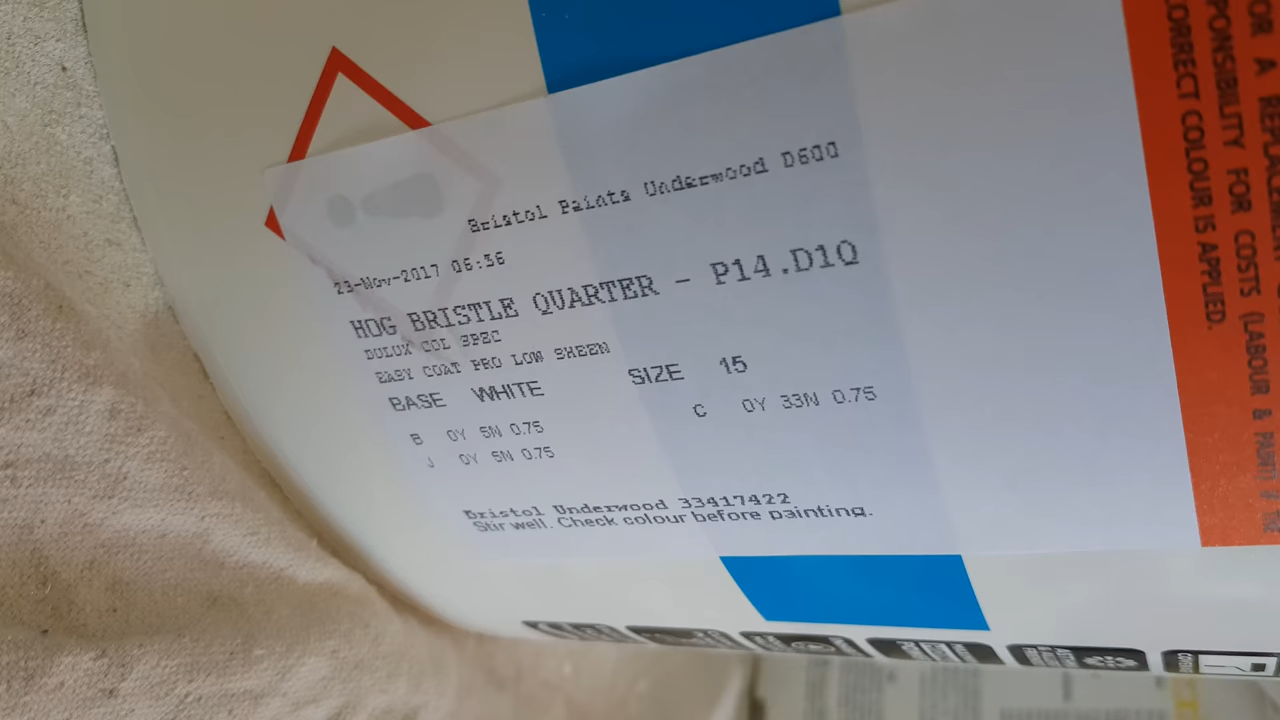 Bristol Paints Underwood D600
23-Nov-2017 06:56
HOG BRISTLE QUARTER - P14.D1Q
DULUX COL SPEC
EASY COAT PRO LOW SHEEN
BASE WHITE SIZE 15
B 0Y 5N 0.75 C 0Y 33N 0.75
J 0Y 5N 0.75
Bristol Underwood 33417422
Stir well. Check colour before painting.
OR A REPLACEMENT
PONSIBILITY FOR COSTS (LABOUR & PAINT
CORRECT COLOUR IS APPLIED.